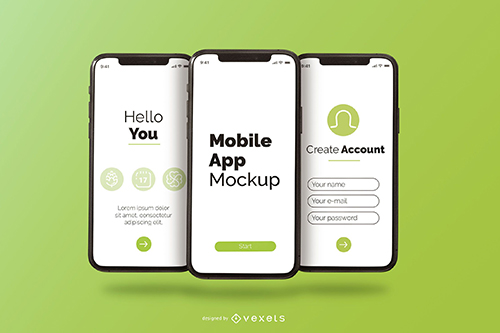 9:41
Hello
You
17
Lorem ipsum dolor
sit amet, consectetur
adipiscing elit.
9:41
Mobile
App
Mockup
Start
9:41
Create Account
Your name
Your e-mail
Your password
designed by vexels